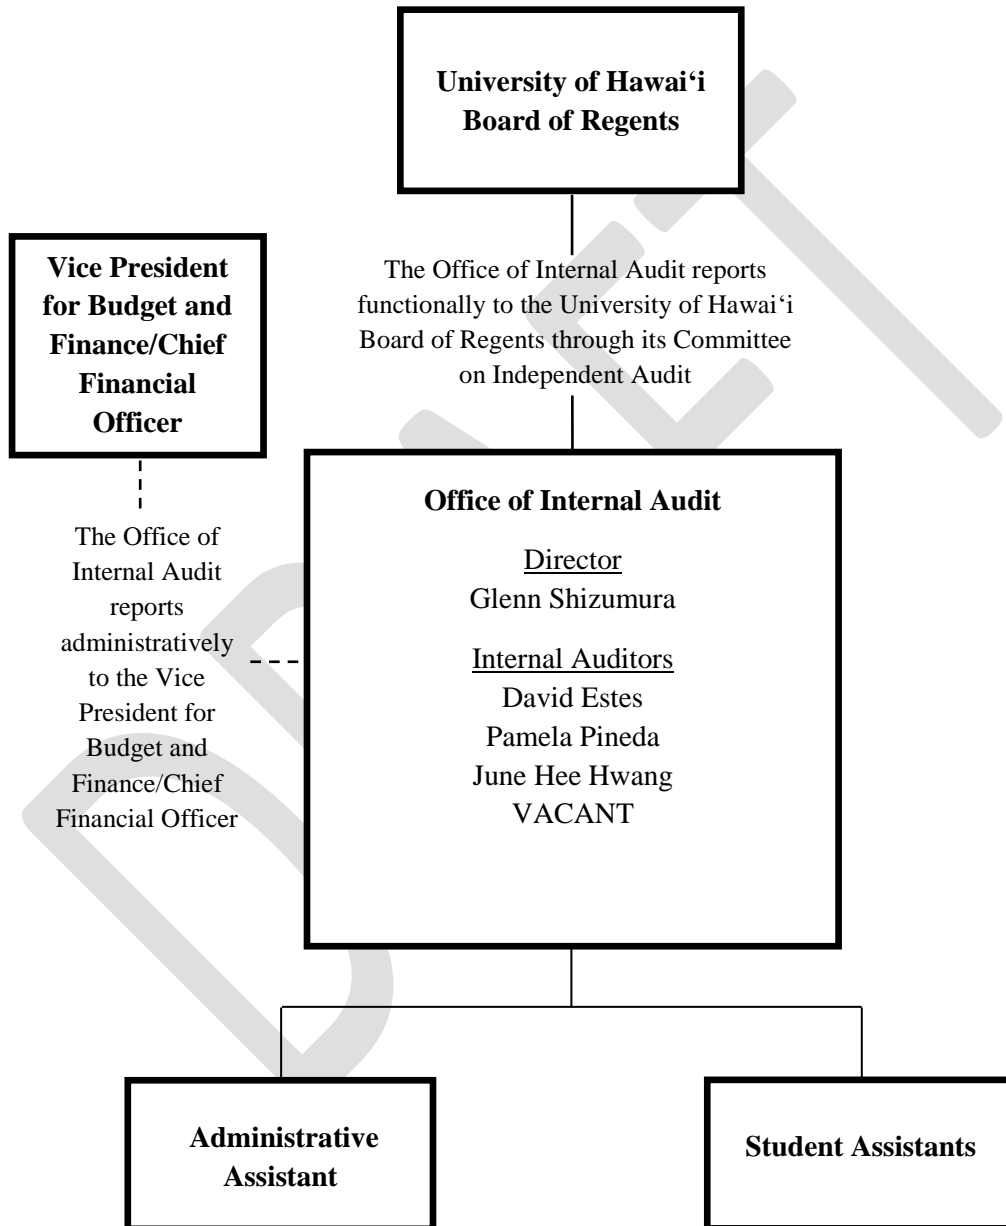 University of Hawai‘i
Board of Regents
Vice President
for Budget and
Finance/Chief
Financial
Officer
The Office of Internal Audit reports
functionally to the University of Hawai‘i
Board of Regents through its Committee
on Independent Audit
The Office of
Internal Audit
reports
administratively
to the Vice
President for
Budget and
Finance/Chief
Financial Officer
Office of Internal Audit
Director
Glenn Shizumura
Internal Auditors
David Estes
Pamela Pineda
June Hee Hwang
VACANT
Administrative
Assistant
Student Assistants
DRAFT